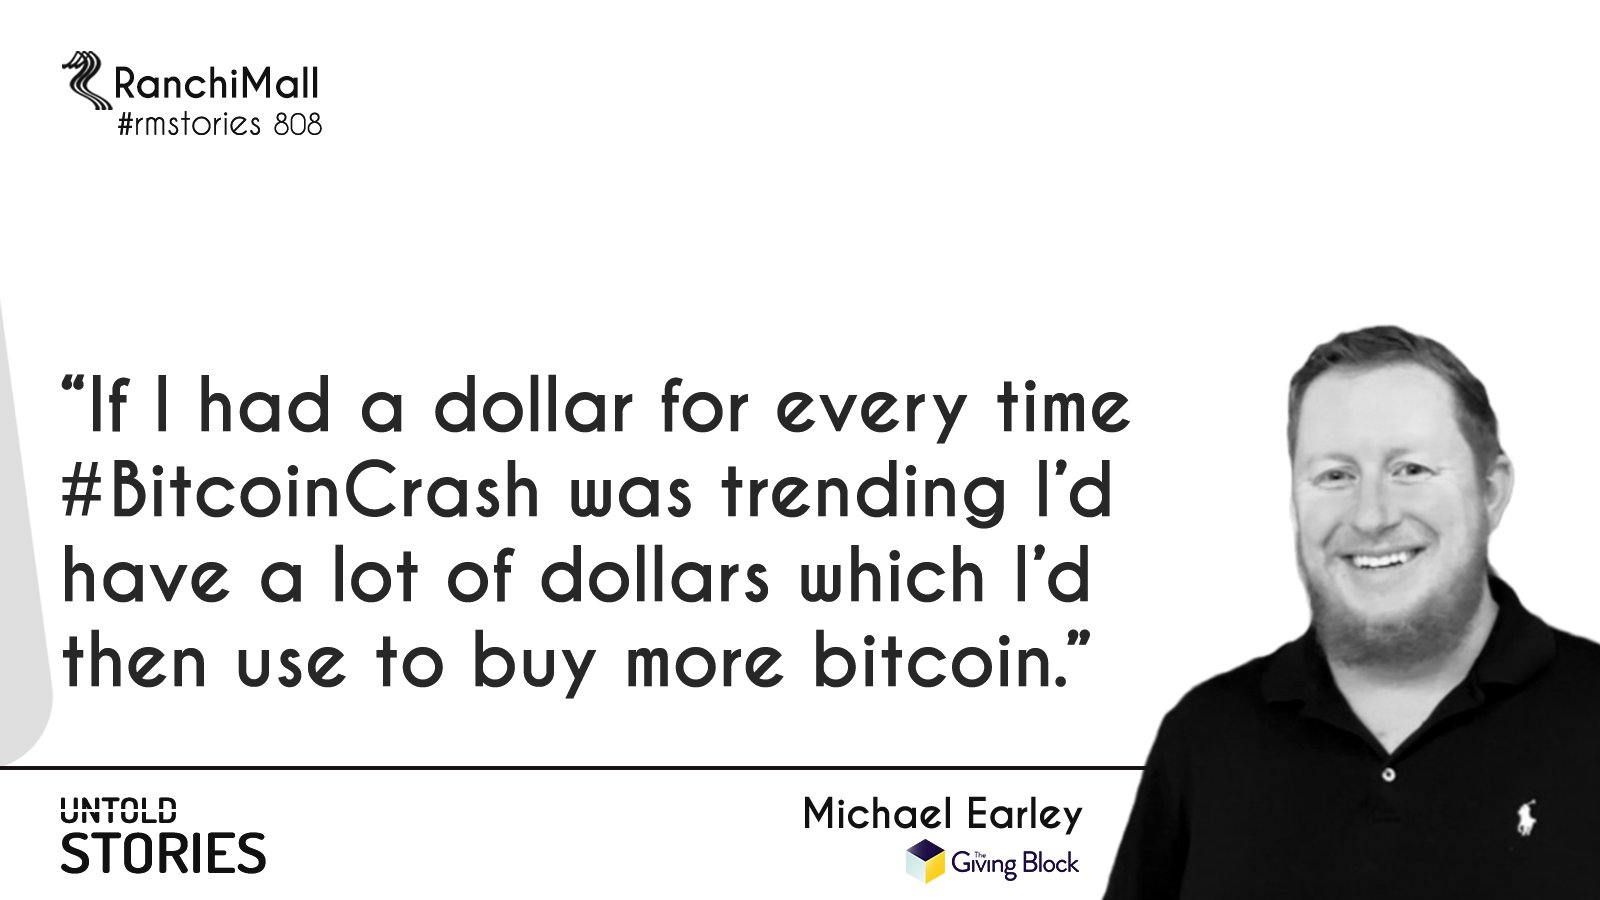 RanchiMall
#rmstories 808
“If I had a dollar for every time
#BitcoinCrash was trending I’d
have a lot of dollars which I’d
then use to buy more bitcoin.”
UNTOLD
STORIES
Michael Earley
The Giving Block